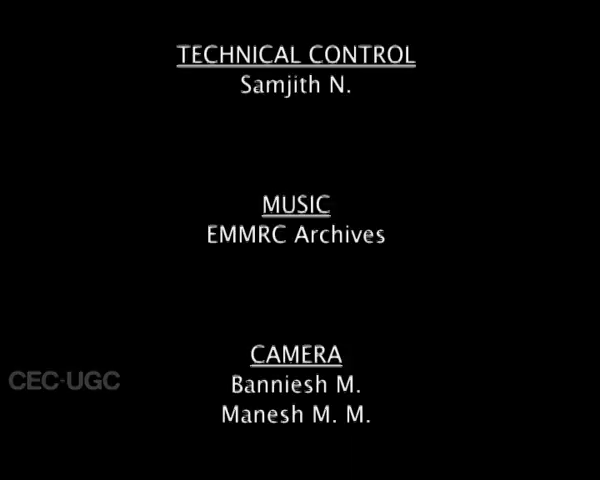 TECHNICAL CONTROL
Samjith N.
MUSIC
EMMRC Archives
CAMERA
CEC-UGC
Banniesh M.
Manesh M. M.